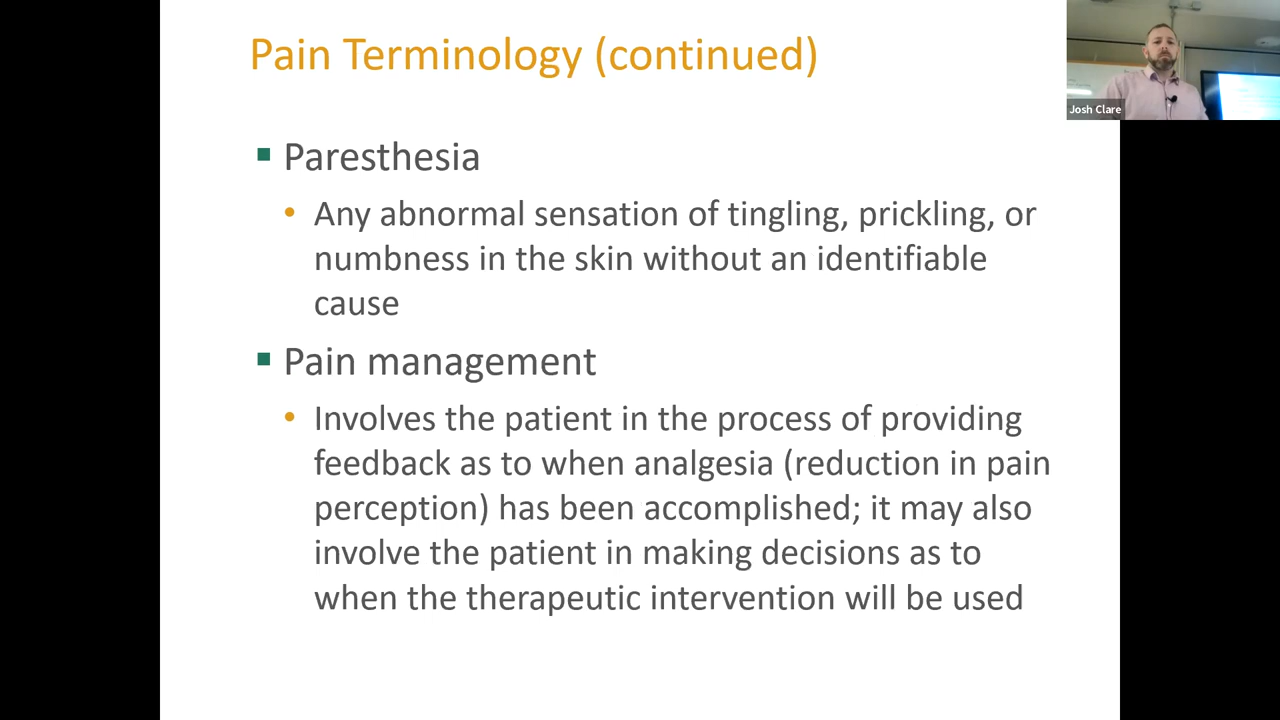 Pain Terminology (continued)
Josh Clare
Paresthesia
Any abnormal sensation of tingling, prickling, or
numbness in the skin without an identifiable
cause
Pain management
Involves the patient in the process of providing
feedback as to when analgesia (reduction in pain
perception) has been accomplished; it may also
involve the patient in making decisions as to
when the therapeutic intervention will be used